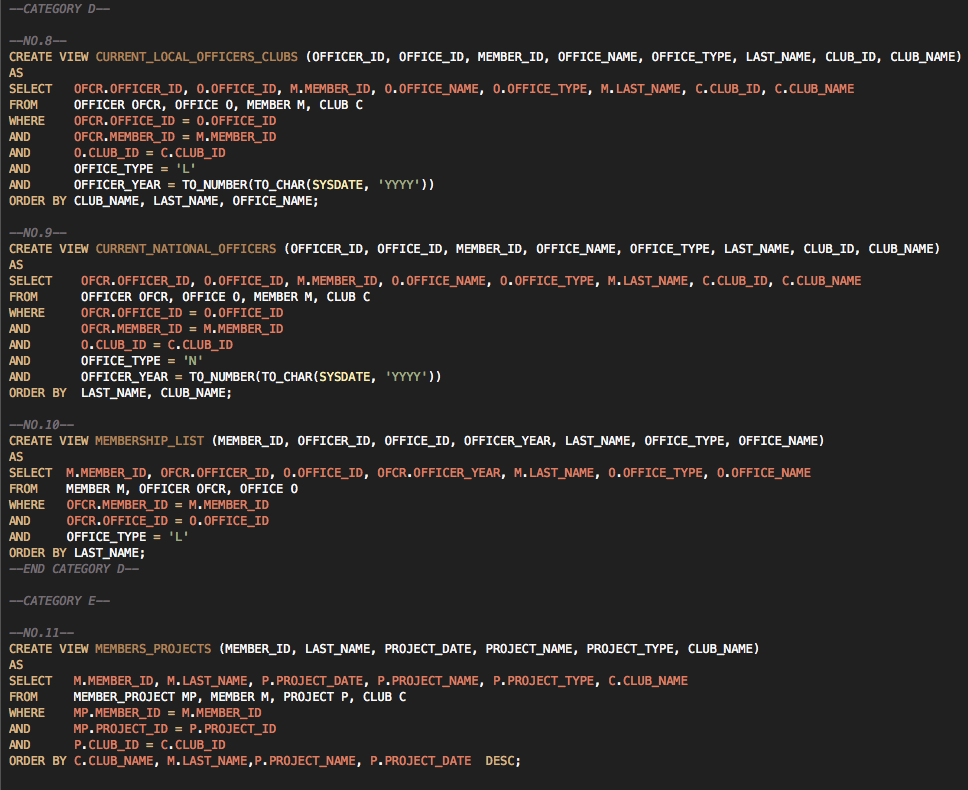 --CATEGORY D--
--NO.8--
CREATE VIEW CURRENT_LOCAL_OFFICERS_CLUBS (OFFICER_ID, OFFICE_ID, MEMBER_ID, OFFICE_NAME, OFFICE_TYPE, LAST_NAME, CLUB_ID, CLUB_NAME)
AS
SELECT   OFCR.OFFICER_ID, O.OFFICE_ID, M.MEMBER_ID, O.OFFICE_NAME, O.OFFICE_TYPE, M.LAST_NAME, C.CLUB_ID, C.CLUB_NAME
FROM     OFFICER OFCR, OFFICE O, MEMBER M, CLUB C
WHERE    OFCR.OFFICE_ID = O.OFFICE_ID
AND      OFCR.MEMBER_ID = M.MEMBER_ID
AND      O.CLUB_ID = C.CLUB_ID
AND      OFFICE_TYPE = 'L'
AND      OFFICER_YEAR = TO_NUMBER(TO_CHAR(SYSDATE, 'YYYY'))
ORDER BY CLUB_NAME, LAST_NAME, OFFICE_NAME;
--NO.9--
CREATE VIEW CURRENT_NATIONAL_OFFICERS (OFFICER_ID, OFFICE_ID, MEMBER_ID, OFFICE_NAME, OFFICE_TYPE, LAST_NAME, CLUB_ID, CLUB_NAME)
AS
SELECT    OFCR.OFFICER_ID, O.OFFICE_ID, M.MEMBER_ID, O.OFFICE_NAME, O.OFFICE_TYPE, M.LAST_NAME, C.CLUB_ID, C.CLUB_NAME
FROM      OFFICER OFCR, OFFICE O, MEMBER M, CLUB C
WHERE     OFCR.OFFICE_ID = O.OFFICE_ID
AND       OFCR.MEMBER_ID = M.MEMBER_ID
AND       O.CLUB_ID = C.CLUB_ID
AND       OFFICE_TYPE = 'N'
AND       OFFICER_YEAR = TO_NUMBER(TO_CHAR(SYSDATE, 'YYYY'))
ORDER BY  LAST_NAME, CLUB_NAME;
--NO.10--
CREATE VIEW MEMBERSHIP_LIST (MEMBER_ID, OFFICER_ID, OFFICE_ID, OFFICER_YEAR, LAST_NAME, OFFICE_TYPE, OFFICE_NAME)
AS
SELECT  M.MEMBER_ID, OFCR.OFFICER_ID, O.OFFICE_ID, OFCR.OFFICER_YEAR, M.LAST_NAME, O.OFFICE_TYPE, O.OFFICE_NAME
FROM    MEMBER M, OFFICER OFCR, OFFICE O
WHERE   OFCR.MEMBER_ID = M.MEMBER_ID
AND     OFCR.OFFICE_ID = O.OFFICE_ID
AND     OFFICE_TYPE = 'L'
ORDER BY LAST_NAME;
--END CATEGORY D--
--CATEGORY E--
--NO.11--
CREATE VIEW MEMBERS_PROJECTS (MEMBER_ID, LAST_NAME, PROJECT_DATE, PROJECT_NAME, PROJECT_TYPE, CLUB_NAME)
AS
SELECT   M.MEMBER_ID, M.LAST_NAME, P.PROJECT_DATE, P.PROJECT_NAME, P.PROJECT_TYPE, C.CLUB_NAME
FROM     MEMBER_PROJECT MP, MEMBER M, PROJECT P, CLUB C
WHERE    MP.MEMBER_ID = M.MEMBER_ID
AND      MP.PROJECT_ID = P.PROJECT_ID
AND      P.CLUB_ID = C.CLUB_ID
ORDER BY C.CLUB_NAME, M.LAST_NAME,P.PROJECT_NAME, P.PROJECT_DATE  DESC;